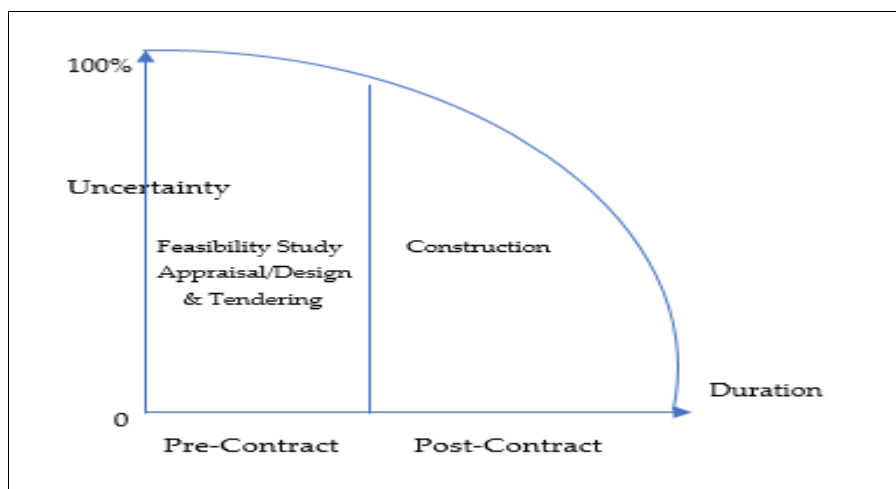 100%
Uncertainty
Feasibility Study
Appraisal/Design
& Tendering
Construction
Duration
0
Pre-Contract
Post-Contract